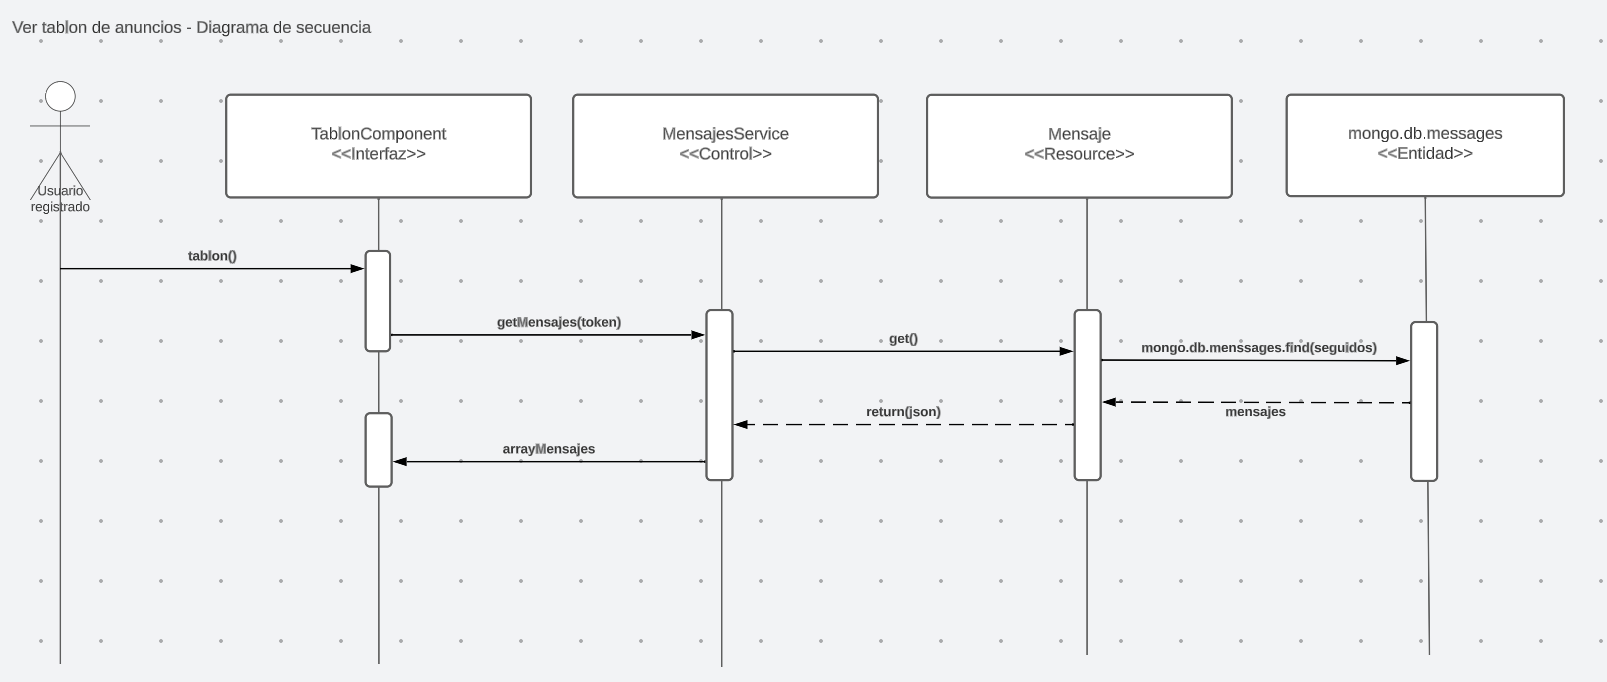 Ver tablon de anuncios - Diagrama de secuencia
TablonComponent
<<Interfaz>>
MensajesService
<<Control>>
Mensaje
<<Resource>>
mongo.db.messages
<<Entidad>>
Usuario
registrado
tablon()
getMensajes(token)
get()
mongo.db.menssages.find(seguidos)
mensajes
return(json)
arrayMensajes